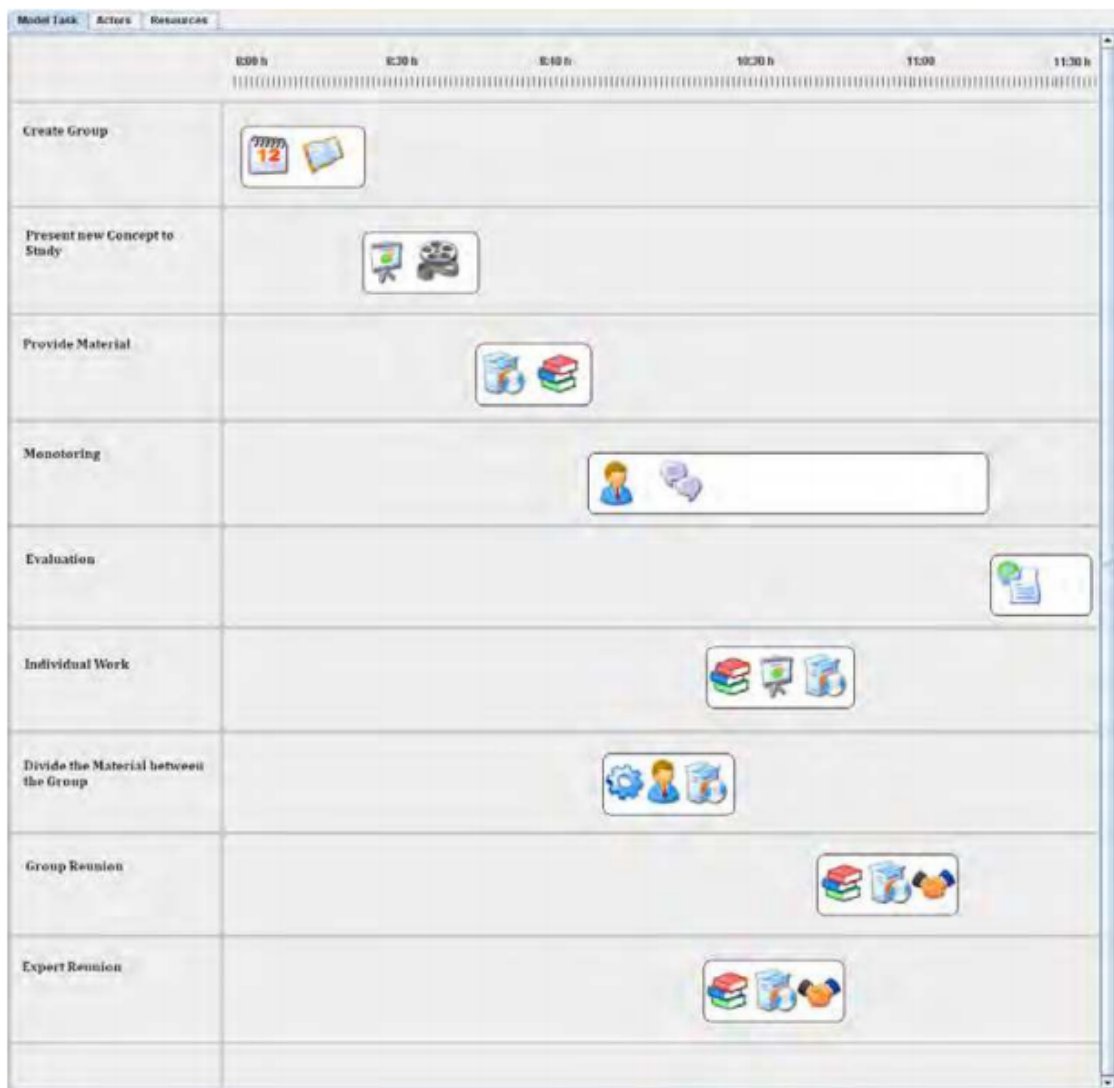 Model Task Actors Resources
8:00 h 8:30 h 8:40 h 10:30 h 11:00 11:30 h
Create Group
12
Present new Concept to
Study
Provide Material
Monotoring
Evaluation
Individual Work
Divide the Material between
the Group
Group Reunion
Expert Reunion